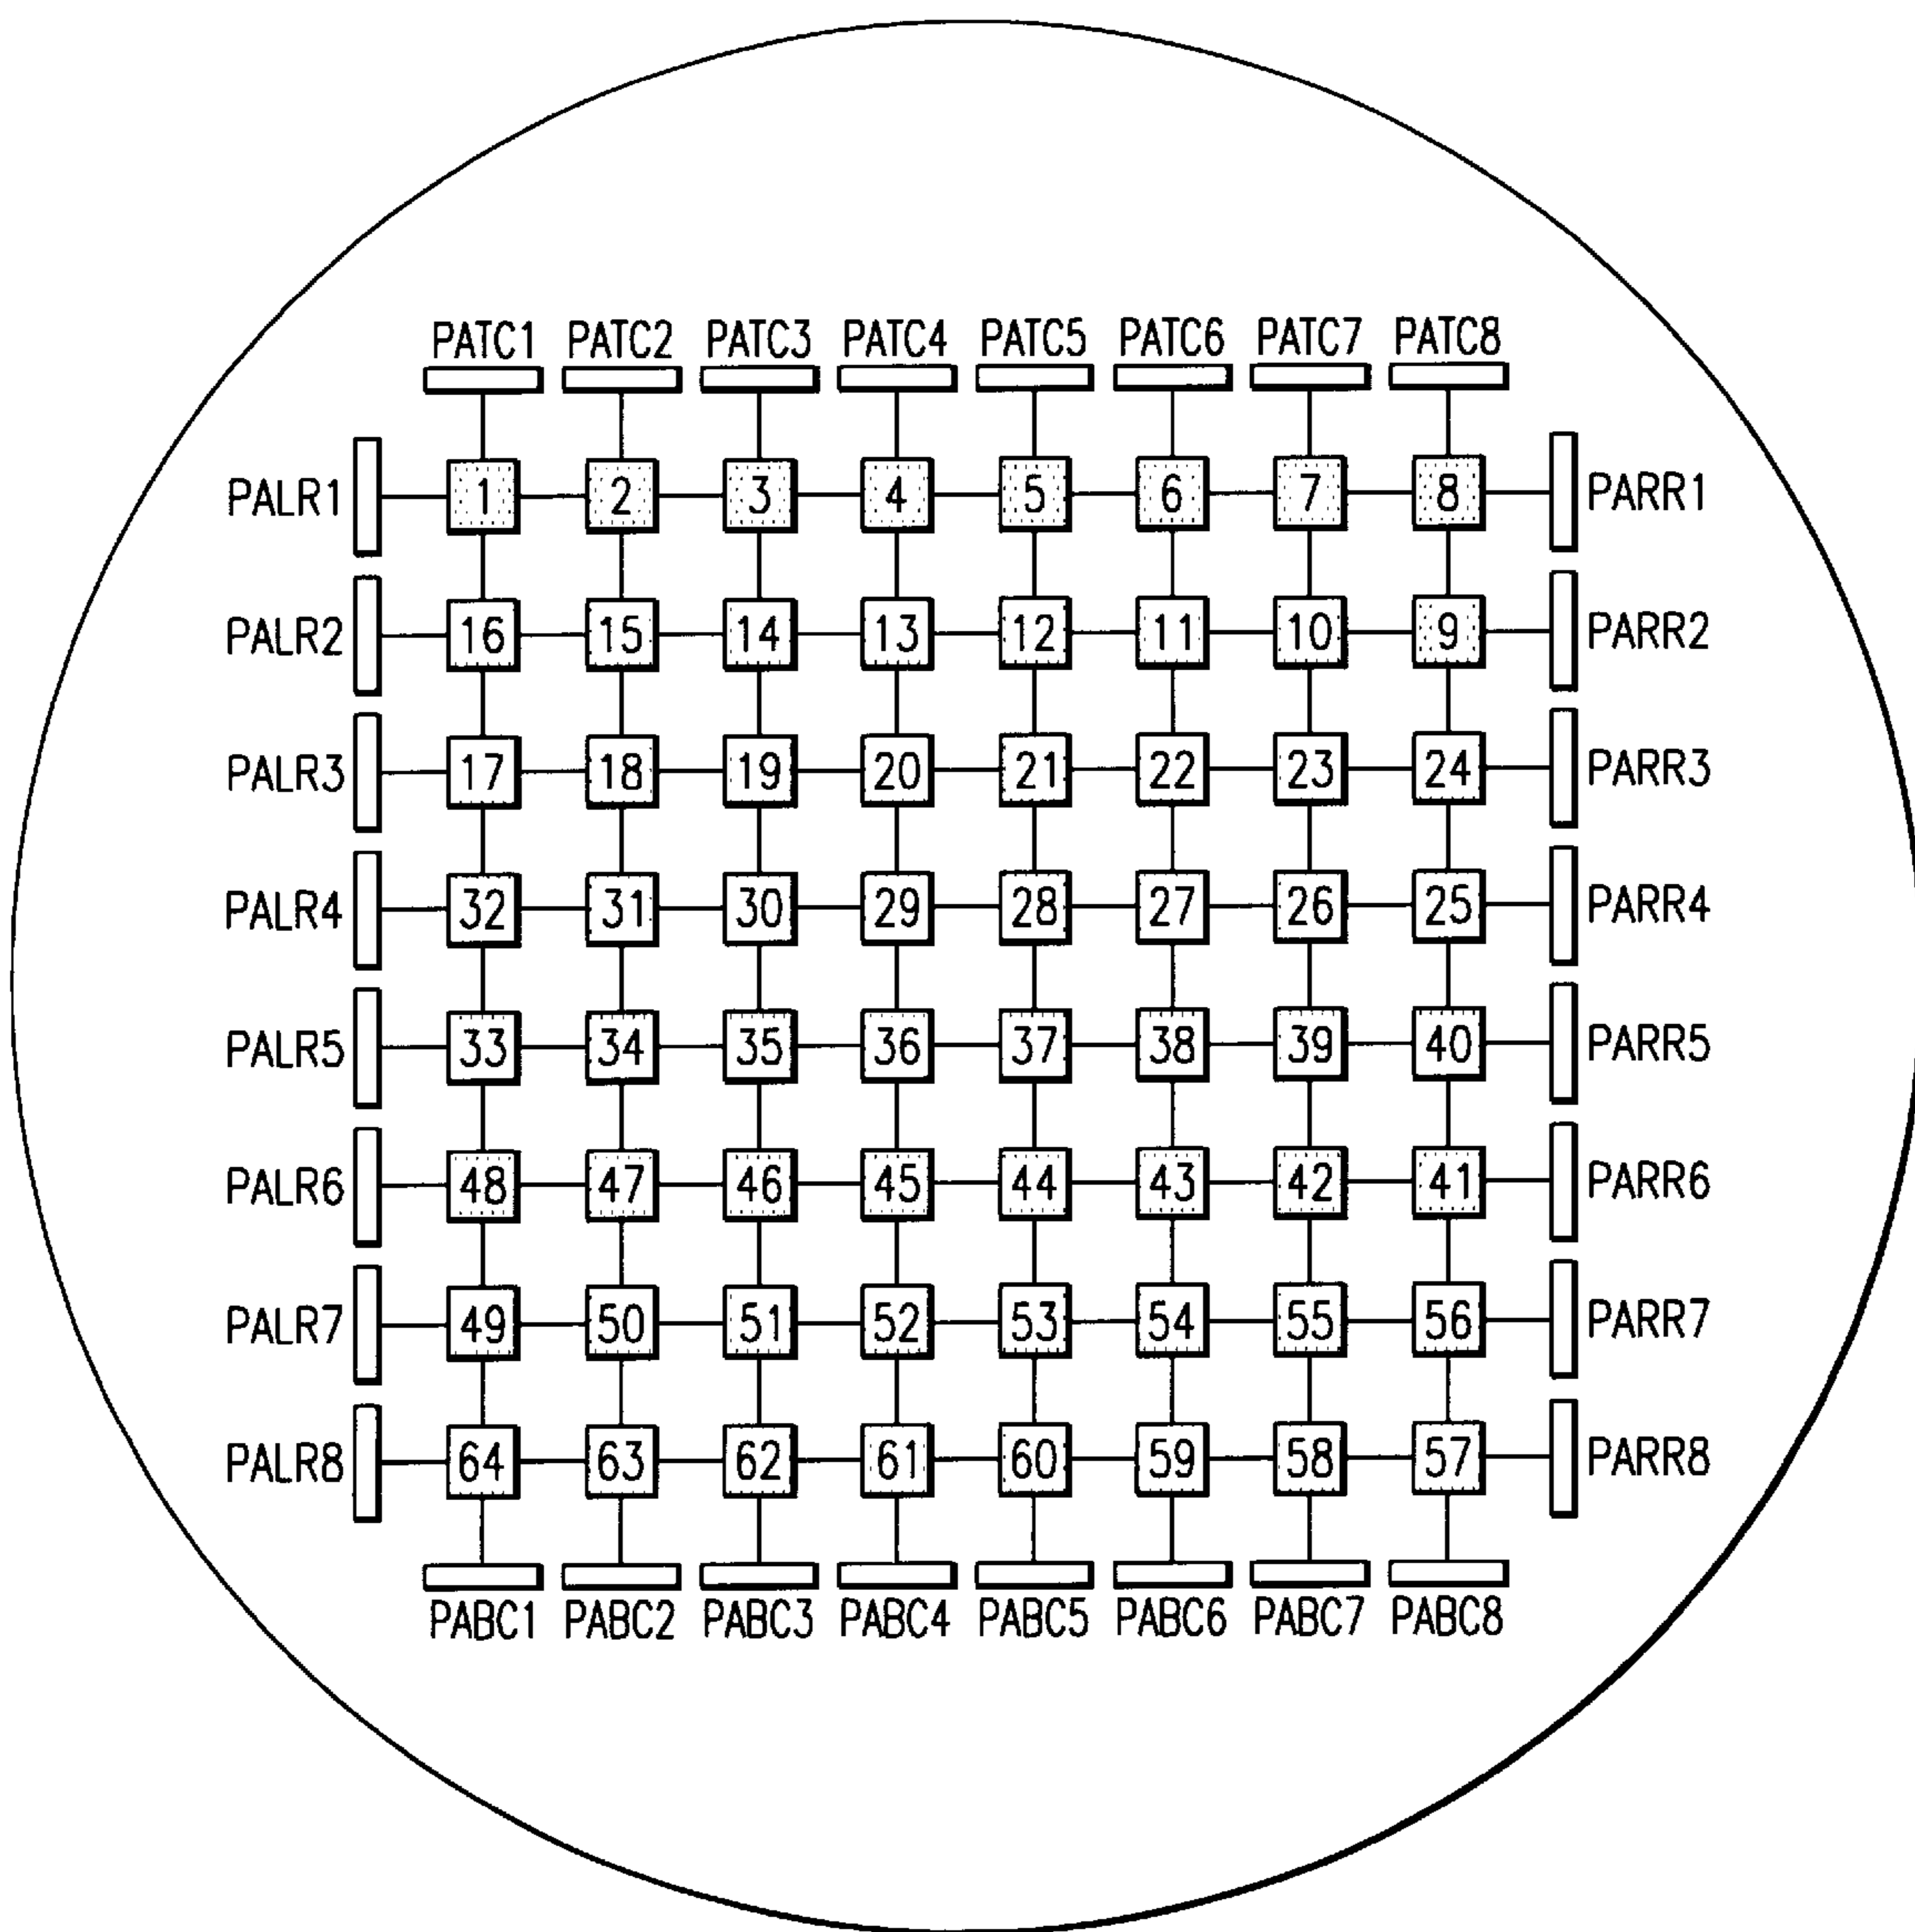 PATC1 PATC2 PATC3 PATC4 PATC5 PATC6 PATC7 PATC8
PALR1 1 2 3 4 5 6 7 8 PARR1
PALR2 16 15 14 13 12 11 10 9 PARR2
PALR3 17 18 19 20 21 22 23 24 PARR3
PALR4 32 31 30 29 28 27 26 25 PARR4
PALR5 33 34 35 36 37 38 39 40 PARR5
PALR6 48 47 46 45 44 43 42 41 PARR6
PALR7 49 50 51 52 53 54 55 56 PARR7
PALR8 64 63 62 61 60 59 58 57 PARR8
PABC1 PABC2 PABC3 PABC4 PABC5 PABC6 PABC7 PABC8